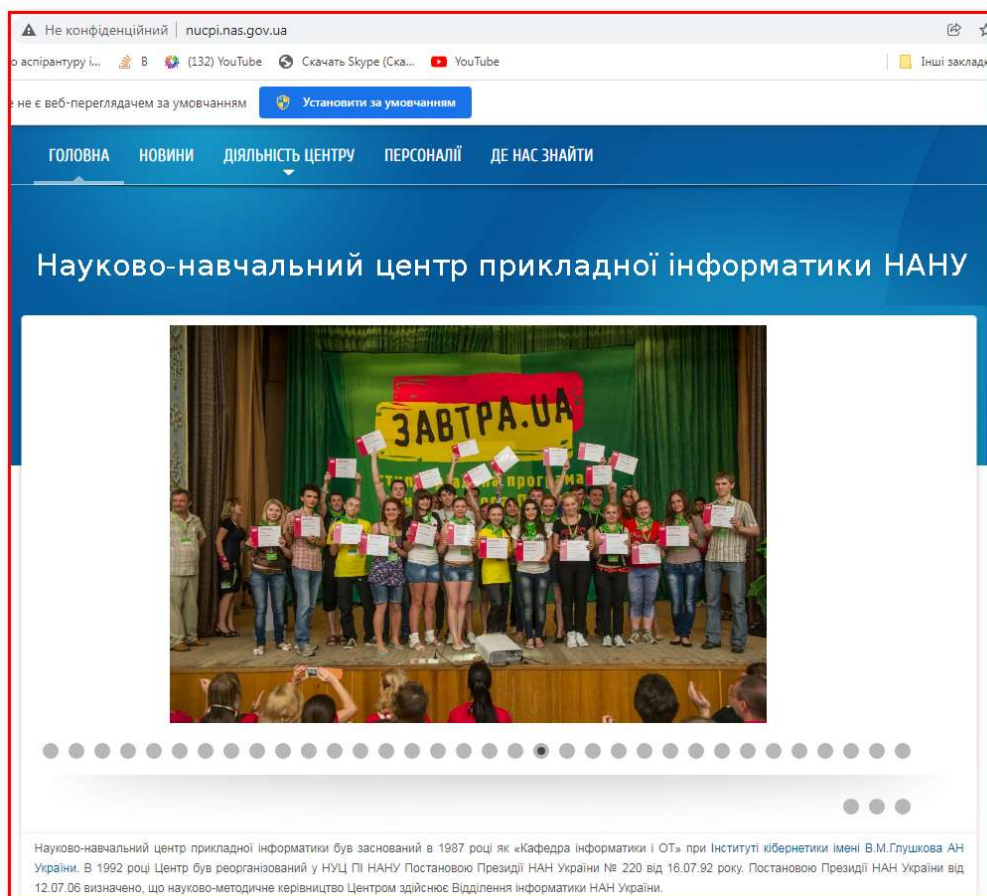 Не конфіденційний | nucpi.nas.gov.ua
о аспірантуру і... В (132) YouTube Скачать Skype (Ска... YouTube Інші заклад
не є веб-переглядачем за умовчанням Установити за умовчанням
ГОЛОВНА НОВИНИ ДІЯЛЬНІСТЬ ЦЕНТРУ ПЕРСОНАЛІЇ ДЕ НАС ЗНАЙТИ
Науково-навчальний центр прикладної інформатики НАНУ
ЗАВТРА.UA
програма
Науково-навчальний центр прикладної інформатики був заснований в 1987 році як «Кафедра інформатики і ОТ» при Інституті кібернетики імені В.М.Глушкова АН
України. В 1992 році Центр був реорганізований у НУЦ ПІ НАНУ Постановою Президії НАН України № 220 від 16.07.92 року. Постановою Президії НАН України від
12.07.06 визначено, що науково-методичне керівництво Центром здійснює Відділення інформатики НАН України.